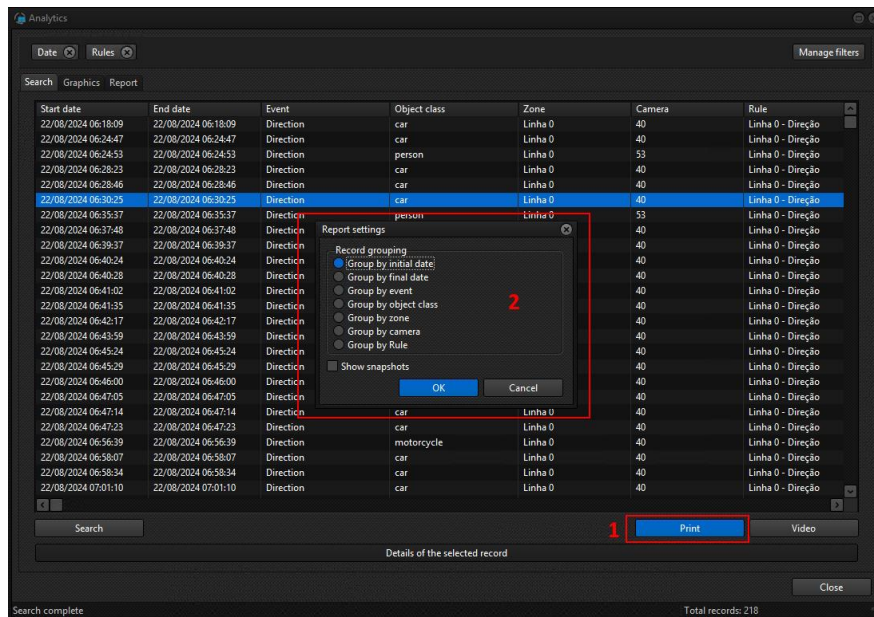 Analytics
Date Rules Manage filters
Search Graphics Report
Start date End date Event Object class Zone Camera Rule
22/08/2024 06:18:09 22/08/2024 06:18:09 Direction car Linha 0 40 Linha 0 - Direção
22/08/2024 06:24:47 22/08/2024 06:24:47 Direction car Linha 0 40 Linha 0 - Direção
22/08/2024 06:24:53 22/08/2024 06:24:53 Direction person Linha 0 53 Linha 0 - Direção
22/08/2024 06:28:23 22/08/2024 06:28:23 Direction car Linha 0 40 Linha 0 - Direção
22/08/2024 06:28:46 22/08/2024 06:28:46 Direction car Linha 0 40 Linha 0 - Direção
22/08/2024 06:30:25 22/08/2024 06:30:25 Direction car Linha 0 40 Linha 0 - Direção
22/08/2024 06:35:37 22/08/2024 06:35:37 Direction person Linha 0 53 Linha 0 - Direção
22/08/2024 06:37:48 22/08/2024 06:37:48 Direction 40 Linha 0 - Direção
22/08/2024 06:39:37 22/08/2024 06:39:37 Direction 40 Linha 0 - Direção
22/08/2024 06:40:24 22/08/2024 06:40:24 Direction 40 Linha 0 - Direção
22/08/2024 06:40:28 22/08/2024 06:40:28 Direction 40 Linha 0 - Direção
22/08/2024 06:41:02 22/08/2024 06:41:02 Direction 40 Linha 0 - Direção
22/08/2024 06:41:35 22/08/2024 06:41:35 Direction 40 Linha 0 - Direção
22/08/2024 06:42:17 22/08/2024 06:42:17 Direction 40 Linha 0 - Direção
22/08/2024 06:43:59 22/08/2024 06:43:59 Direction 40 Linha 0 - Direção
22/08/2024 06:45:24 22/08/2024 06:45:24 Direction 40 Linha 0 - Direção
22/08/2024 06:45:29 22/08/2024 06:45:29 Direction 40 Linha 0 - Direção
22/08/2024 06:46:00 22/08/2024 06:46:00 Direction 40 Linha 0 - Direção
22/08/2024 06:47:05 22/08/2024 06:47:05 Direction 40 Linha 0 - Direção
22/08/2024 06:47:14 22/08/2024 06:47:14 Direction car Linha 0 40 Linha 0 - Direção
22/08/2024 06:47:23 22/08/2024 06:47:23 Direction car Linha 0 40 Linha 0 - Direção
22/08/2024 06:56:39 22/08/2024 06:56:39 Direction motorcycle Linha 0 40 Linha 0 - Direção
22/08/2024 06:58:07 22/08/2024 06:58:07 Direction car Linha 0 40 Linha 0 - Direção
22/08/2024 06:58:34 22/08/2024 06:58:34 Direction car Linha 0 40 Linha 0 - Direção
22/08/2024 07:01:10 22/08/2024 07:01:10 Direction car Linha 0 40 Linha 0 - Direção
Report settings
Record grouping
Group by initial date
Group by final date
Group by event
Group by object class
Group by zone
Group by camera
Group by Rule
2
Show snapshots
OK Cancel
Search 1 Print Video
Details of the selected record
Close
Search complete Total records: 218